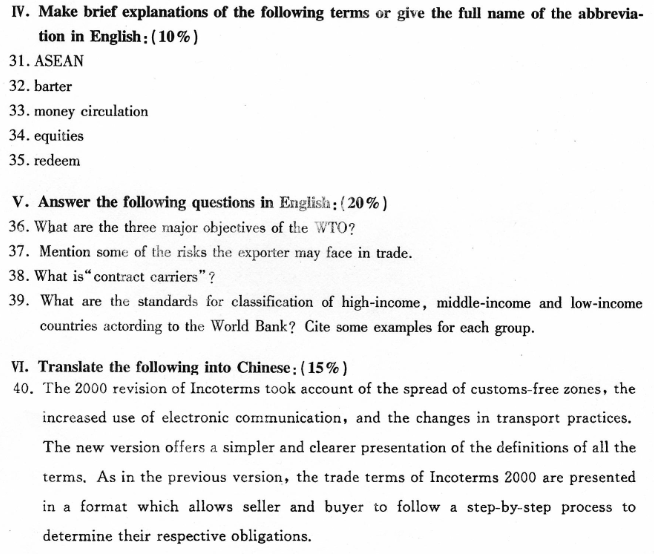 IV. Make brief explanations of the following terms or give the full name of the abbrevia-
tion in English:(10%)
31. ASEAN
32. barter
33. money circulation
34. equities
35. redeem
V. Answer the following questions in English:(20%)
36. What are the three major objectives of the WTO?
37. Mention some of the risks the exporter may face in trade.
38. What is“contract carriers”?
39. What are the standards for classification of high-income, middle-income and low-income
countries actording to the World Bank? Cite some examples for each group.
VI. Translate the following into Chinese:(15%)
40. The 2000 revision of Incoterms took account of the spread of customs-free zones, the
increased use of electronic communication, and the changes in transport practices.
The new version offers a simpler and clearer presentation of the definitions of all the
terms. As in the previous version, the trade terms of Incoterms 2000 are presented
in a format which allows seller and buyer to follow a step-by-step process to
determine their respective obligations.